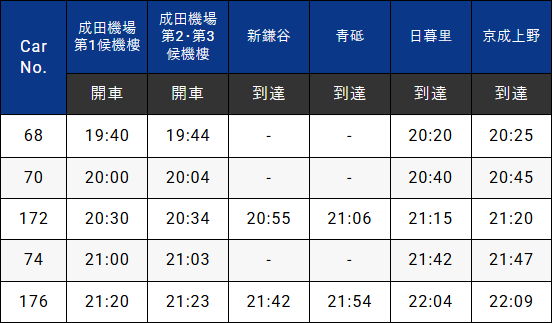 Car No. 成田機場 第1候機樓 成田機場 第2･第3 候機樓 新鎌谷 青砥 日暮里 京成上野
開車 開車 到達 到達 到達 到達
68 19:40 19:44 - - 20:20 20:25
70 20:00 20:04 - - 20:40 20:45
172 20:30 20:34 20:55 21:06 21:15 21:20
74 21:00 21:03 - - 21:42 21:47
176 21:20 21:23 21:42 21:54 22:04 22:09